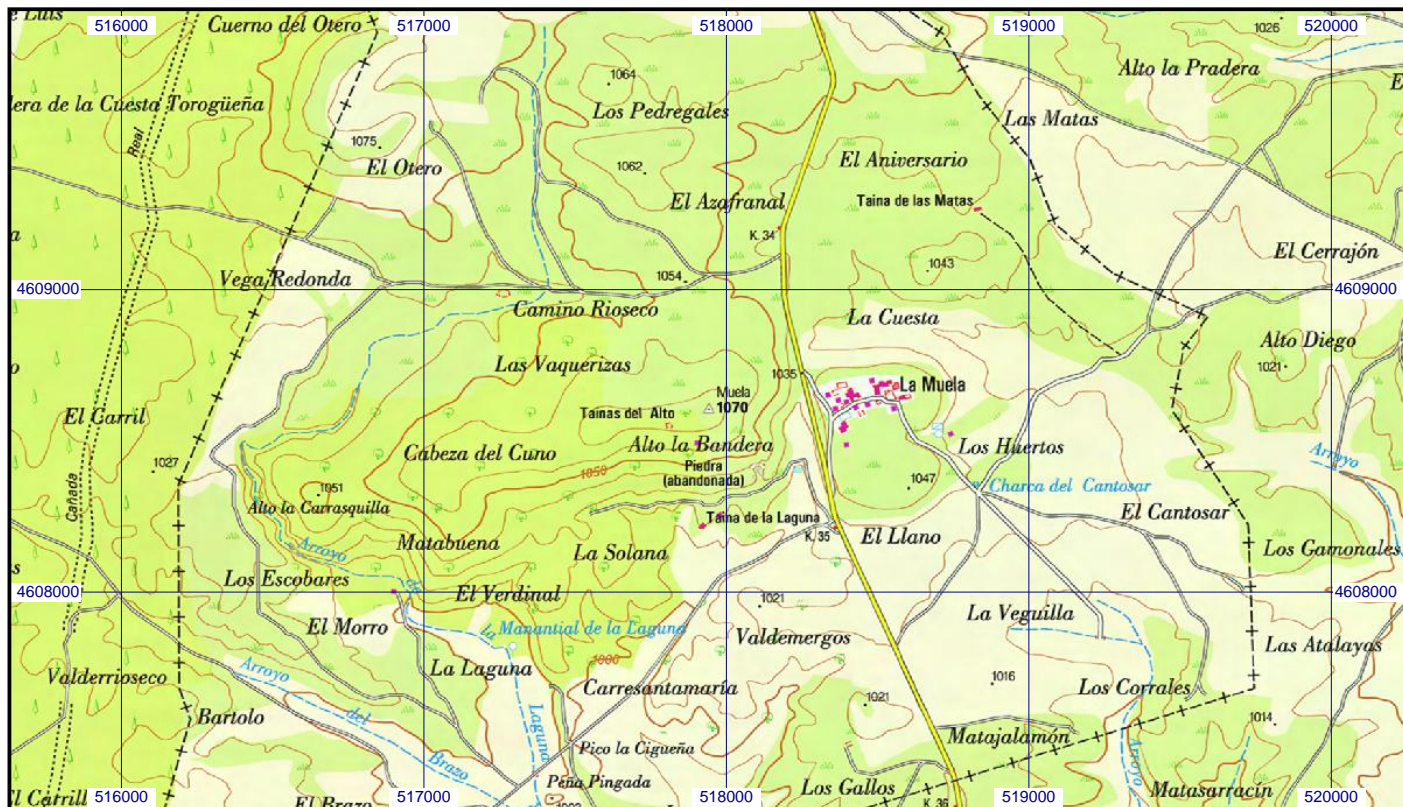 e Luis
516000
Cuerno del Otero
517000
518000
519000
520000
1026
1064
Alto la Pradera
dera de la Cuesta Torogüeña
Los Pedregales
Las Matas
Real
1075
El Otero
1062
El Aniversario
El Azafranal
Taina de las Matas
K. 34
El Cerrajón
1043
Vega Redonda
1054
4609000
4609000
Camino Rioseco
La Cuesta
Las Vaquerizas
Alto Diego
1035
1021
La Muela
Muela
1070
El Carril
Tainas del Alto
Cabeza del Cuno
Alto la Bandera
Los Huertos
Arroyo
1027
1050
Piedra
(abandonada)
1051
1047
Charca del Cantosar
Alto la Carrasquilla
Cañada
El Cantosar
Taina de la Laguna
K. 35
El Llano
Matabuena
Arroyo
La Solana
Los Gamonales
Los Escobares
de
4608000
El Verdinal
4608000
1021
La Veguilla
El Morro
la
Manantial de la Laguna
Valdemergos
Las Atalayas
1000
Valderrioseco
Arroyo
La Laguna
Carresantamaría
1016
Los Corrales
1021
del
Bartolo
Laguna
1014
Matajalamón
Pico la Cigueña
Brazo
Arroyo
Peña Pingada
Los Gallos
Matasarracín
El Carrill
516000
El Brazo
517000
518000
K. 36
519000
520000